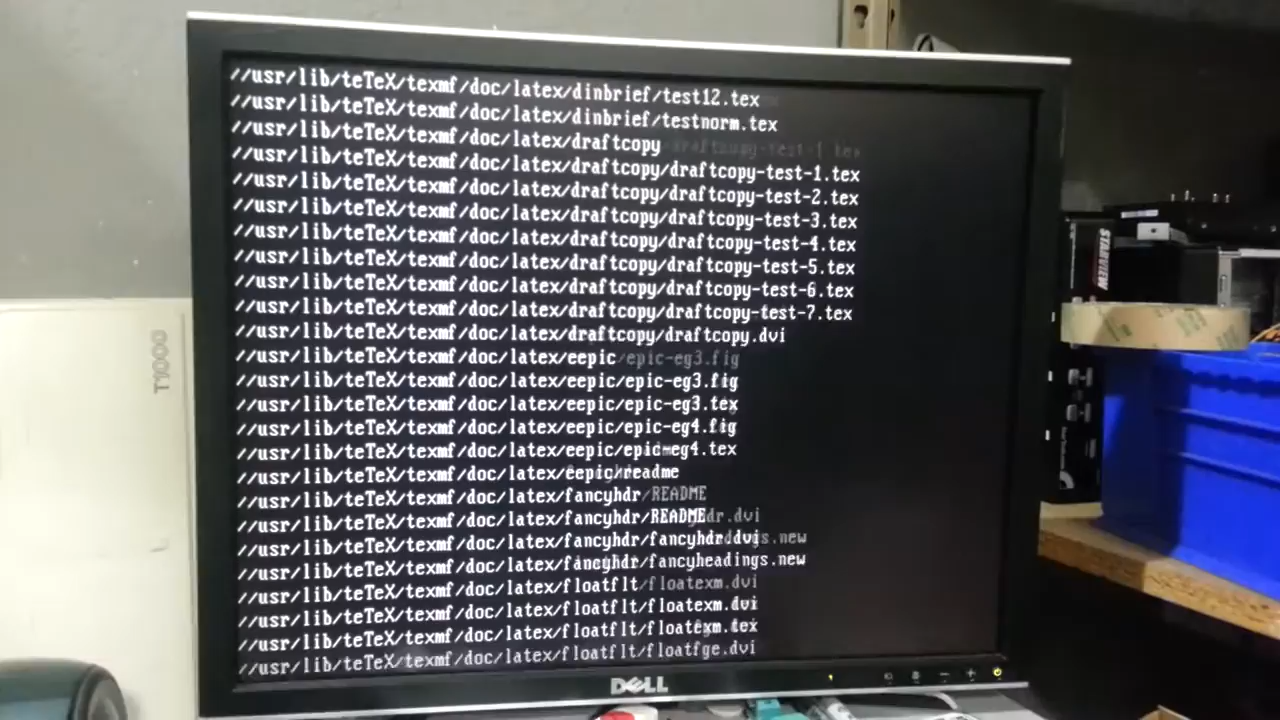 //usr/lib/teTeX/texmf/doc/latex/dinbrief/test12.tex
//usr/lib/teTeX/texmf/doc/latex/dinbrief/testnorm.tex
//usr/lib/teTeX/texmf/doc/latex/draftcopy
//usr/lib/teTeX/texmf/doc/latex/draftcopy/draftcopy-test-1.tex
//usr/lib/teTeX/texmf/doc/latex/draftcopy/draftcopy-test-2.tex
//usr/lib/teTeX/texmf/doc/latex/draftcopy/draftcopy-test-3.tex
//usr/lib/teTeX/texmf/doc/latex/draftcopy/draftcopy-test-4.tex
//usr/lib/teTeX/texmf/doc/latex/draftcopy/draftcopy-test-5.tex
//usr/lib/teTeX/texmf/doc/latex/draftcopy/draftcopy-test-6.tex
//usr/lib/teTeX/texmf/doc/latex/draftcopy/draftcopy-test-7.tex
//usr/lib/teTeX/texmf/doc/latex/draftcopy/draftcopy.dvi
//usr/lib/teTeX/texmf/doc/latex/eepic
//usr/lib/teTeX/texmf/doc/latex/eepic/epic-eg3.fig
//usr/lib/teTeX/texmf/doc/latex/eepic/epic-eg3.tex
//usr/lib/teTeX/texmf/doc/latex/eepic/epic-eg4.fig
//usr/lib/teTeX/texmf/doc/latex/eepic/epic-eg4.tex
//usr/lib/teTeX/texmf/doc/latex/eepic/readme
//usr/lib/teTeX/texmf/doc/latex/fancyhdr
//usr/lib/teTeX/texmf/doc/latex/fancyhdr/README
//usr/lib/teTeX/texmf/doc/latex/fancyhdr/fancyhdr.dvi
//usr/lib/teTeX/texmf/doc/latex/fancyhdr/fancyheadings.new
//usr/lib/teTeX/texmf/doc/latex/floatflt
//usr/lib/teTeX/texmf/doc/latex/floatflt/floatexm.dvi
//usr/lib/teTeX/texmf/doc/latex/floatflt/floatexm.tex
//usr/lib/teTeX/texmf/doc/latex/floatflt/floatfge.dvi
DELL
T1000
STARVIEW